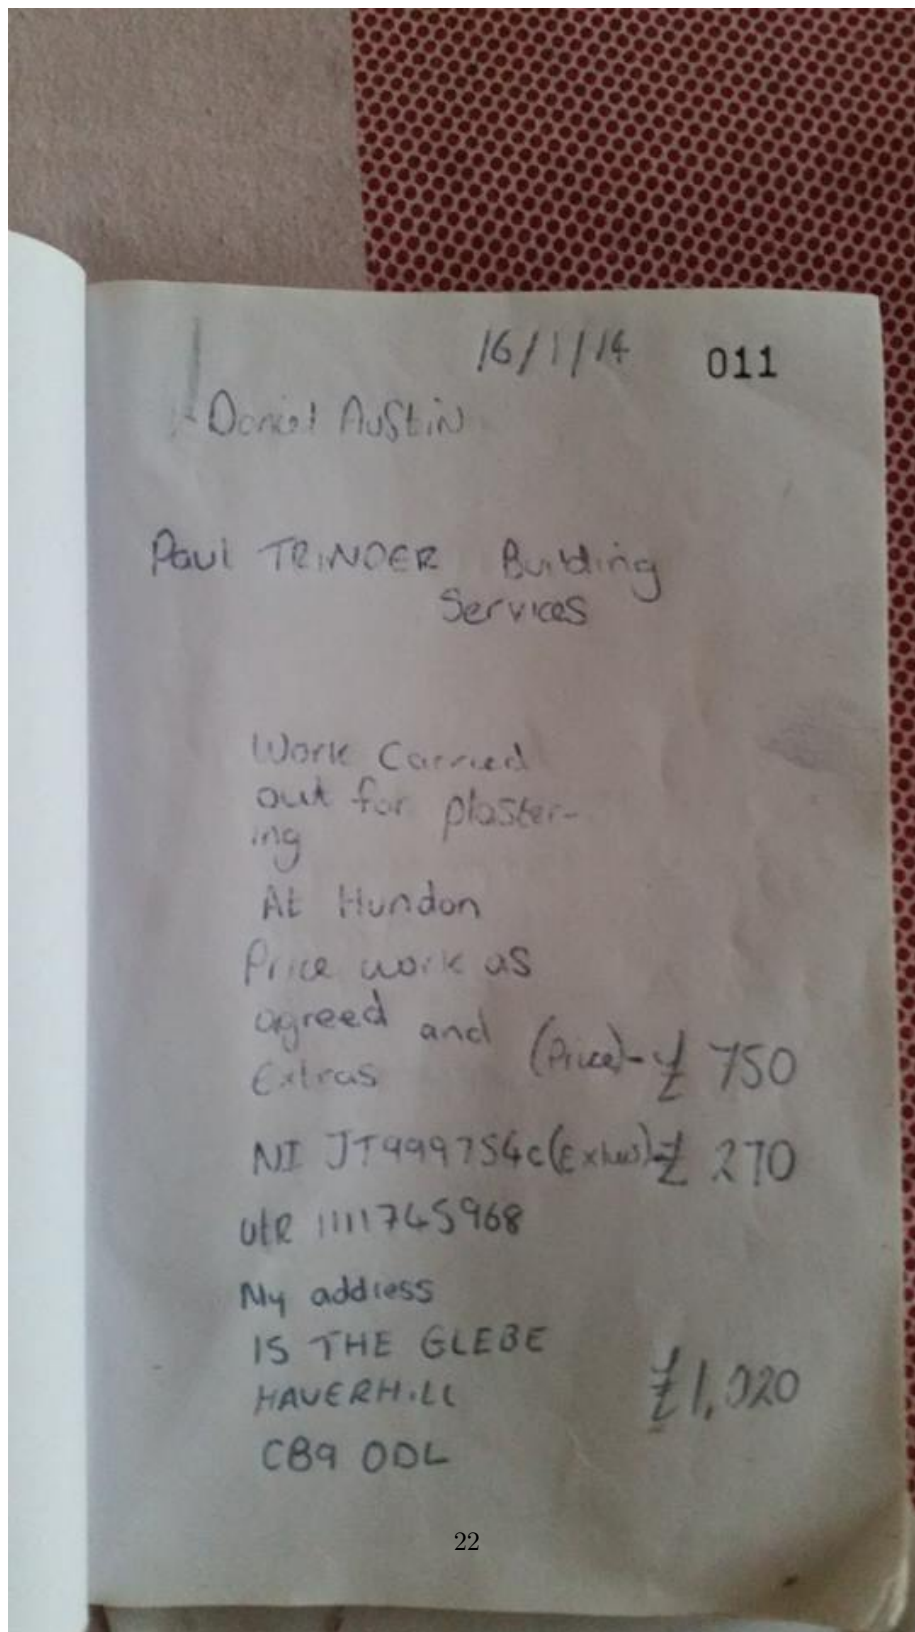 16/1/14 011
Daniel Austin
Paul TRINDER Building
Services
Work Carried
out for plaster-
ing
At Hundon
Price work as
agreed and (Price)-£ 750
Extras
NI JT999754c (Extras)-£ 270
UtR 1111745968
My address
IS THE GLEBE
HAVERHILL £1,020
CB9 0DL
22